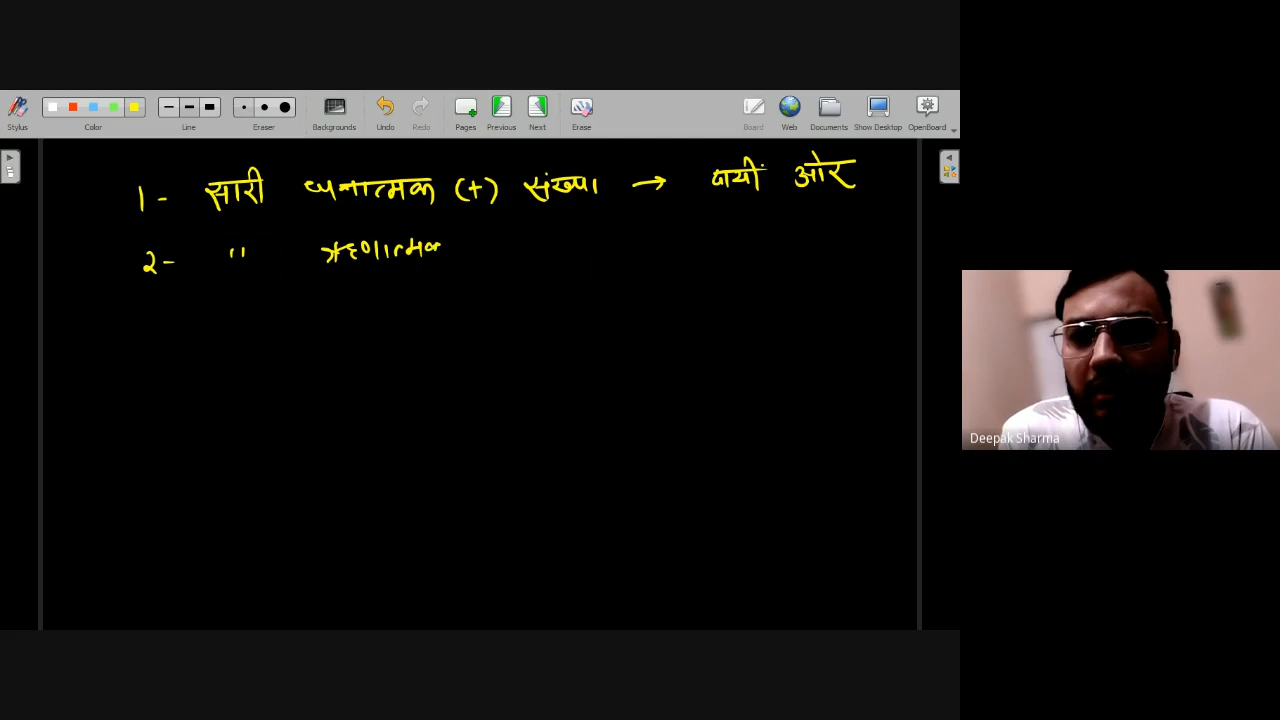 Stylus
Color
Line
Eraser
Backgrounds
Undo
Redo
Pages
Previous
Next
Erase
Board
Web
Documents
Show Desktop
OpenBoard
1- सारी धनात्मक (+) संख्या → दायीं ओर
2- " ऋणात्मक
Deepak Sharma